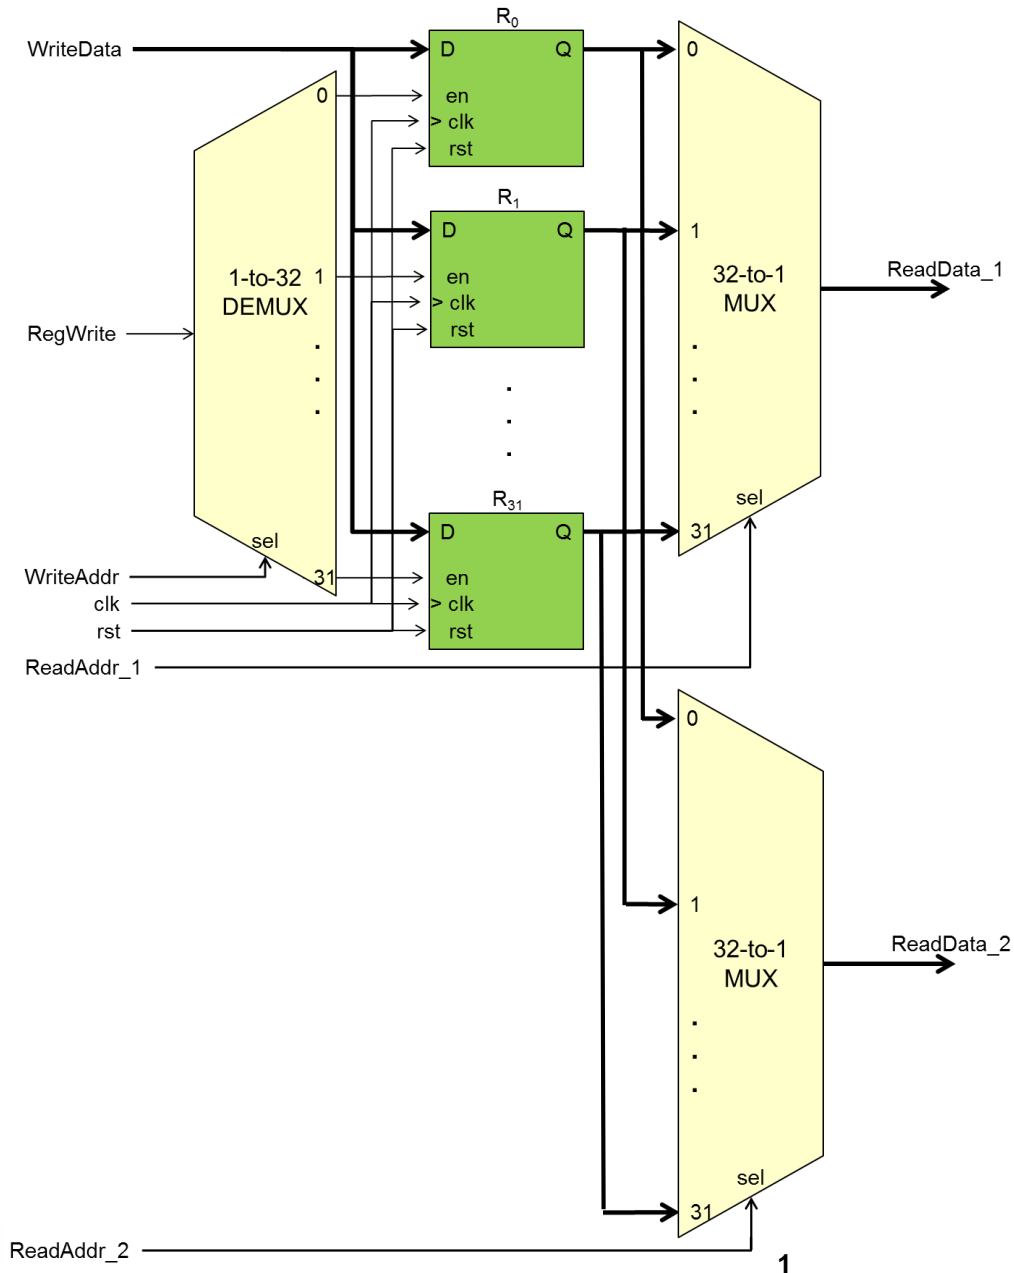 R0
WriteData
D Q
0
0
en
> clk
rst
R1
D Q
1
1-to-32
DEMUX
1
en
> clk
rst
32-to-1
MUX
ReadData_1
RegWrite
.
.
.
.
.
.
.
.
.
R31
sel
D Q
31
sel
WriteAddr
31
en
clk
> clk
rst
rst
ReadAddr_1
0
1
32-to-1
MUX
ReadData_2
.
.
.
sel
31
ReadAddr_2
1